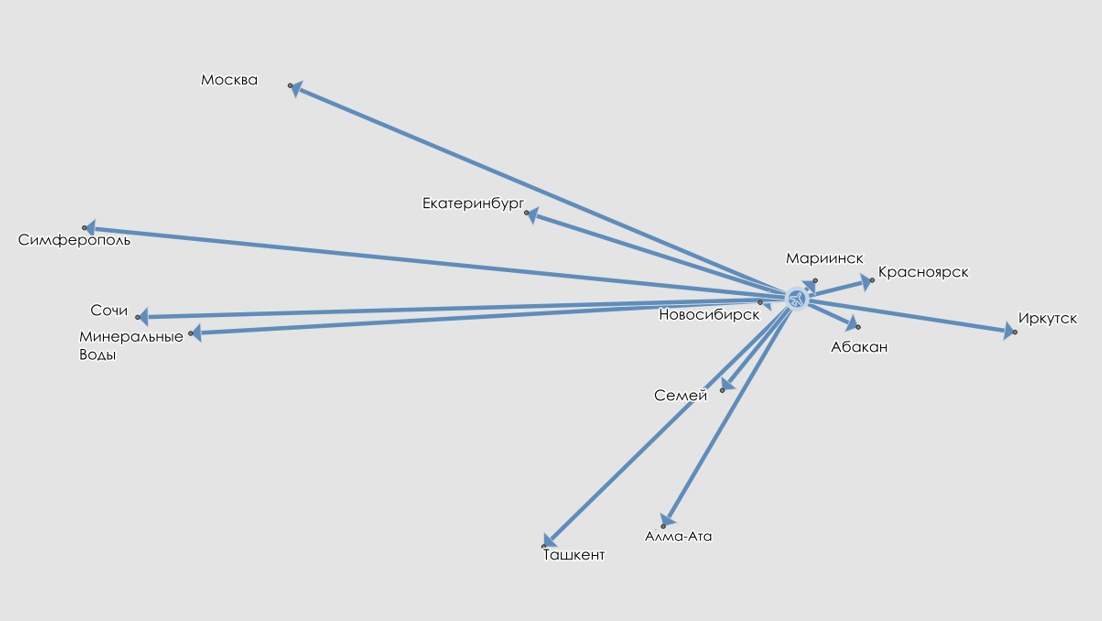 Москва
Екатеринбург
Симферополь
Мариинск
Красноярск
Сочи
Новосибирск
Иркутск
Минеральные
Воды
Абакан
Семей
Алма-Ата
Ташкент